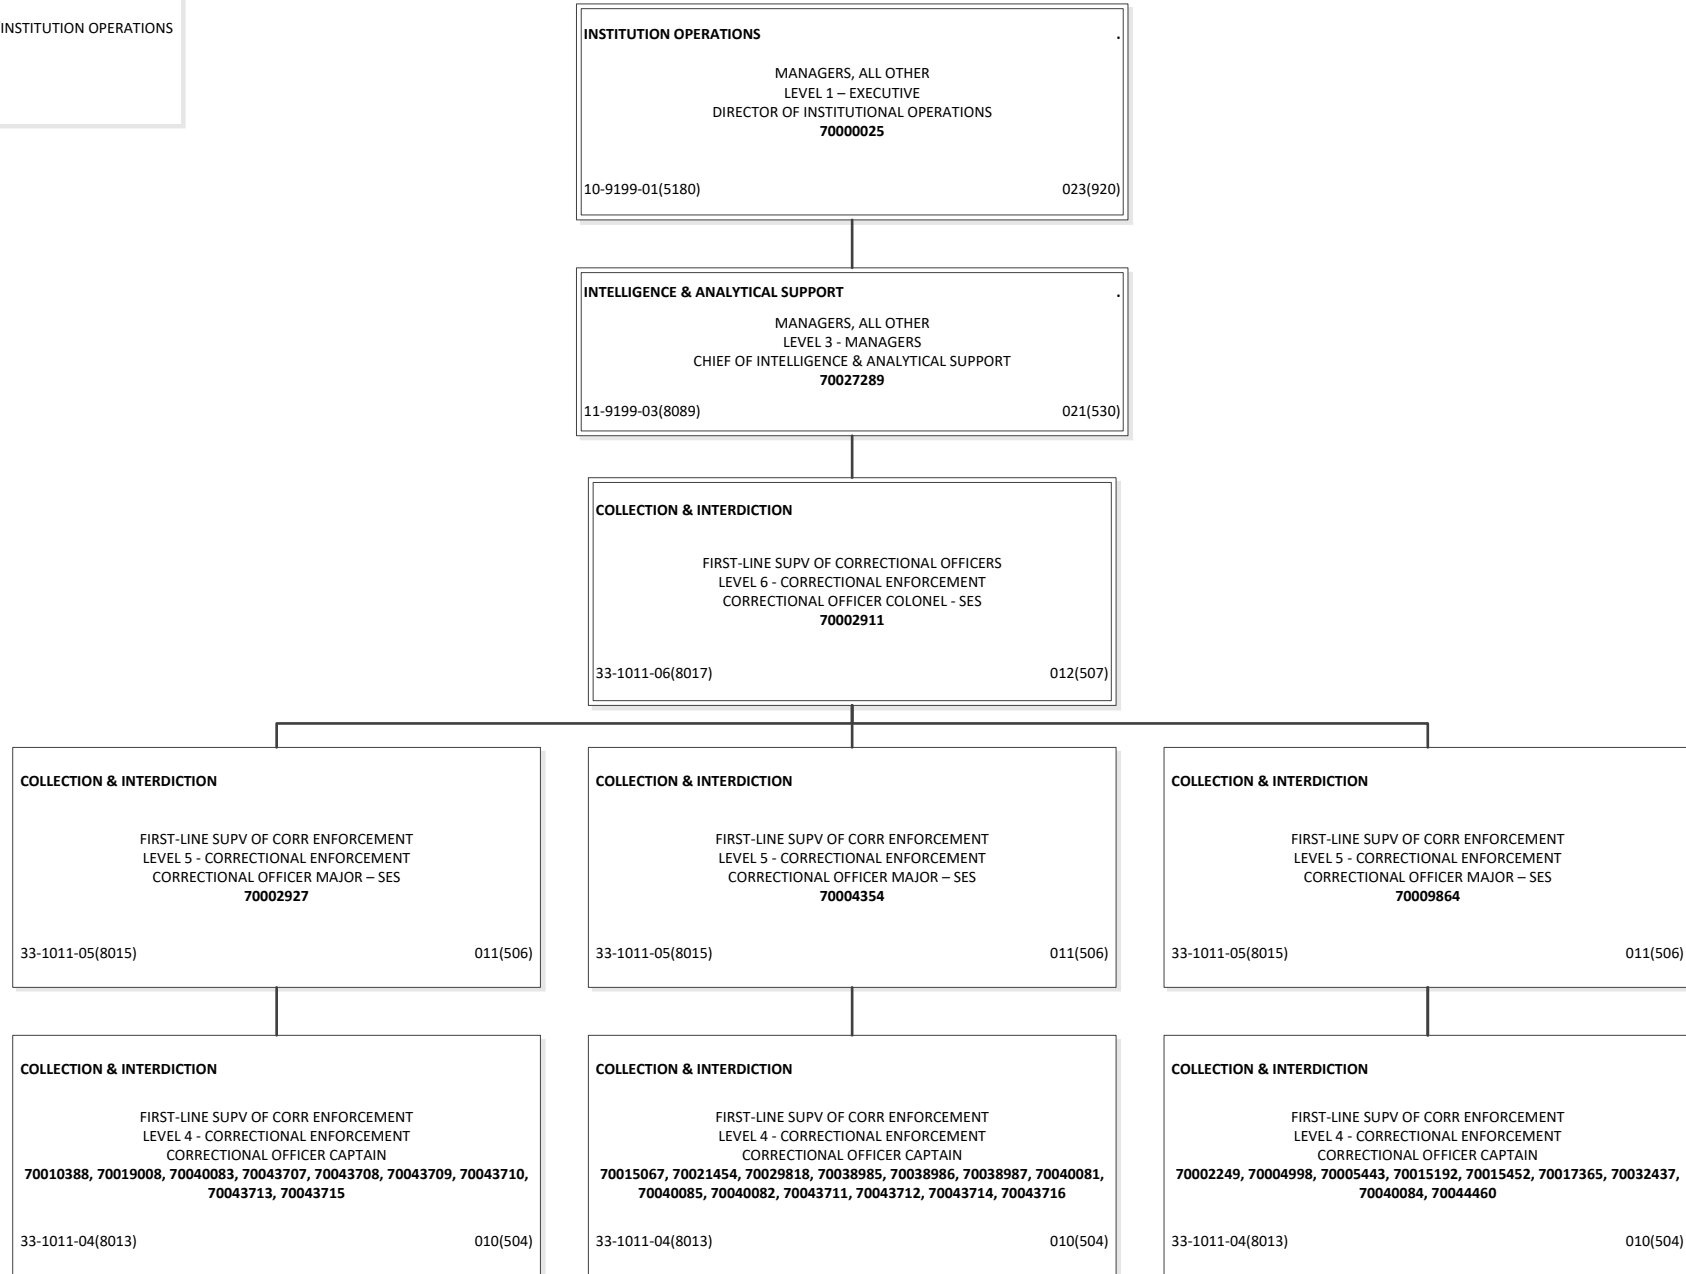 INSTITUTION OPERATIONS
INSTITUTION OPERATIONS .
MANAGERS, ALL OTHER
LEVEL 1 – EXECUTIVE
DIRECTOR OF INSTITUTIONAL OPERATIONS
70000025
10-9199-01(5180) 023(920)
INTELLIGENCE & ANALYTICAL SUPPORT .
MANAGERS, ALL OTHER
LEVEL 3 - MANAGERS
CHIEF OF INTELLIGENCE & ANALYTICAL SUPPORT
70027289
11-9199-03(8089) 021(530)
COLLECTION & INTERDICTION
FIRST-LINE SUPV OF CORRECTIONAL OFFICERS
LEVEL 6 - CORRECTIONAL ENFORCEMENT
CORRECTIONAL OFFICER COLONEL - SES
70002911
33-1011-06(8017) 012(507)
COLLECTION & INTERDICTION
FIRST-LINE SUPV OF CORR ENFORCEMENT
LEVEL 5 - CORRECTIONAL ENFORCEMENT
CORRECTIONAL OFFICER MAJOR – SES
70002927
33-1011-05(8015) 011(506)
COLLECTION & INTERDICTION
FIRST-LINE SUPV OF CORR ENFORCEMENT
LEVEL 5 - CORRECTIONAL ENFORCEMENT
CORRECTIONAL OFFICER MAJOR – SES
70004354
33-1011-05(8015) 011(506)
COLLECTION & INTERDICTION
FIRST-LINE SUPV OF CORR ENFORCEMENT
LEVEL 5 - CORRECTIONAL ENFORCEMENT
CORRECTIONAL OFFICER MAJOR – SES
70009864
33-1011-05(8015) 011(506)
COLLECTION & INTERDICTION
FIRST-LINE SUPV OF CORR ENFORCEMENT
LEVEL 4 - CORRECTIONAL ENFORCEMENT
CORRECTIONAL OFFICER CAPTAIN
70010388, 70019008, 70040083, 70043707, 70043708, 70043709, 70043710,
70043713, 70043715
33-1011-04(8013) 010(504)
COLLECTION & INTERDICTION
FIRST-LINE SUPV OF CORR ENFORCEMENT
LEVEL 4 - CORRECTIONAL ENFORCEMENT
CORRECTIONAL OFFICER CAPTAIN
70015067, 70021454, 70029818, 70038985, 70038986, 70038987, 70040081,
70040085, 70040082, 70043711, 70043712, 70043714, 70043716
33-1011-04(8013) 010(504)
COLLECTION & INTERDICTION
FIRST-LINE SUPV OF CORR ENFORCEMENT
LEVEL 4 - CORRECTIONAL ENFORCEMENT
CORRECTIONAL OFFICER CAPTAIN
70002249, 70004998, 70005443, 70015192, 70015452, 70017365, 70032437,
70040084, 70044460
33-1011-04(8013) 010(504)